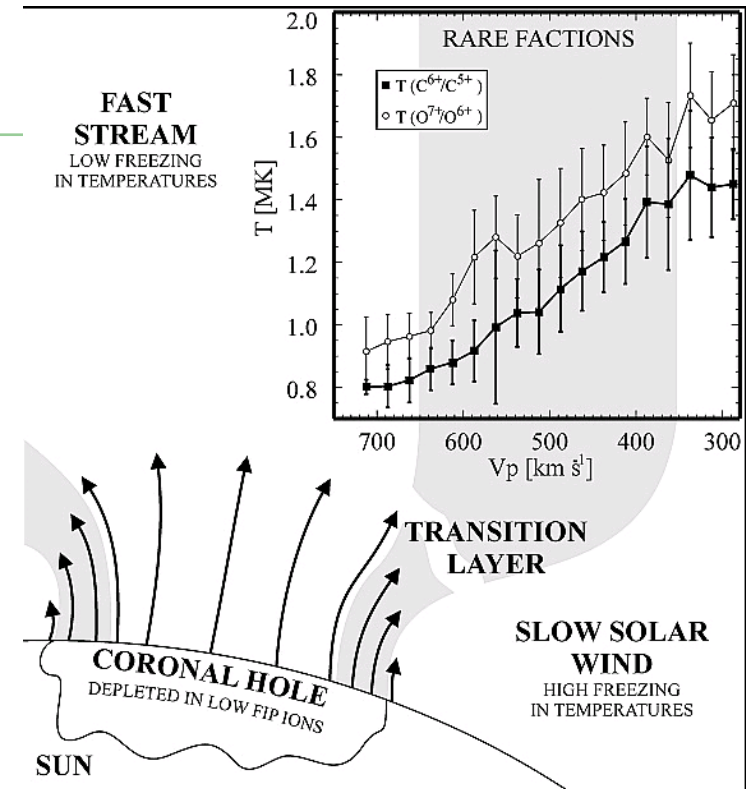 FAST
STREAM
LOW FREEZING
IN TEMPERATURES
RARE FACTIONS
T (C6+/C5+ )
T (O7+/O6+ )
T [MK]
2.0
1.8
1.6
1.4
1.2
1.0
0.8
700 600 500 400 300
Vp [km s1]
TRANSITION
LAYER
CORONAL HOLE
DEPLETED IN LOW FIP IONS
SLOW SOLAR
WIND
HIGH FREEZING
IN TEMPERATURES
SUN